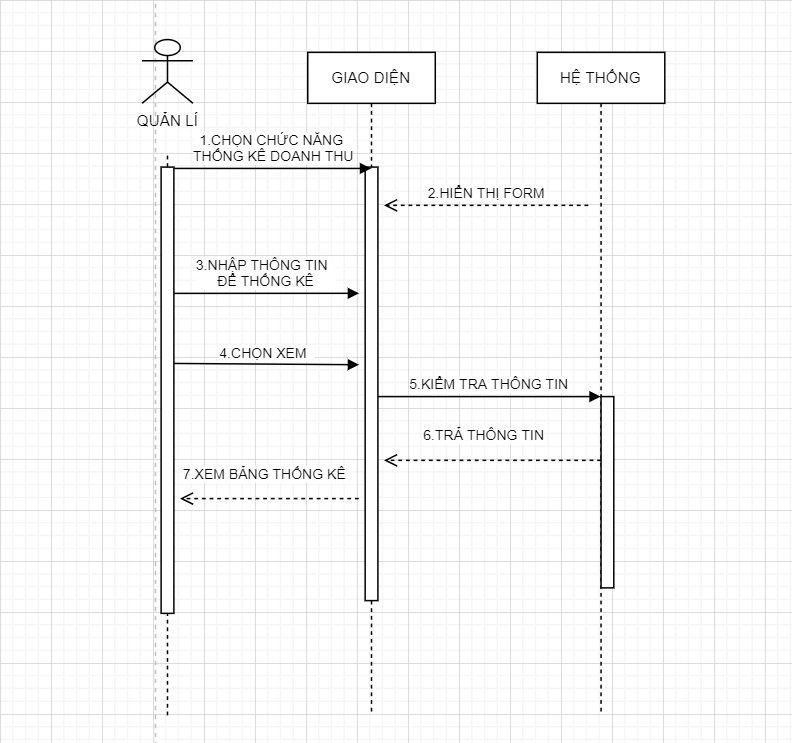 QUẢN LÍ
GIAO DIỆN
HỆ THỐNG
1.CHỌN CHỨC NĂNG
THỐNG KÊ DOANH THU
2.HIỂN THỊ FORM
3.NHẬP THÔNG TIN
ĐỂ THỐNG KÊ
4.CHỌN XEM
5.KIỂM TRA THÔNG TIN
6.TRẢ THÔNG TIN
7.XEM BẢNG THỐNG KÊ